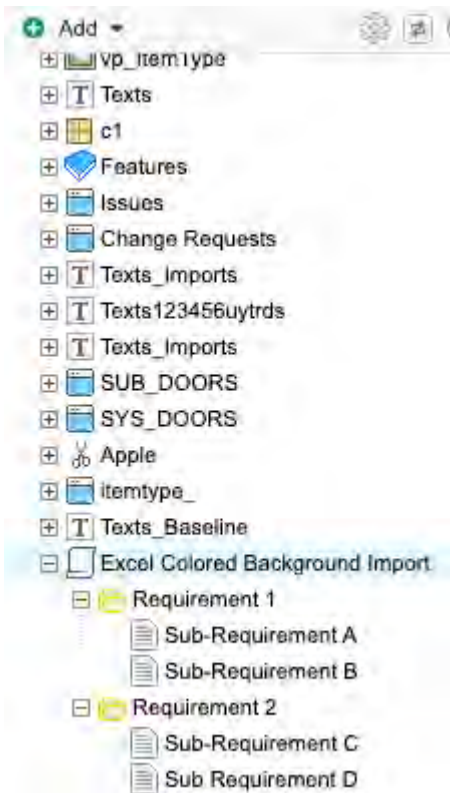 Add
vp_ItemType
Texts
c1
Features
Issues
Change Requests
Texts_Imports
Texts123456uytrds
Texts_Imports
SUB_DOORS
SYS_DOORS
Apple
itemtype_
Texts_Baseline
Excel Colored Background Import
Requirement 1
Sub-Requirement A
Sub-Requirement B
Requirement 2
Sub-Requirement C
Sub Requirement D